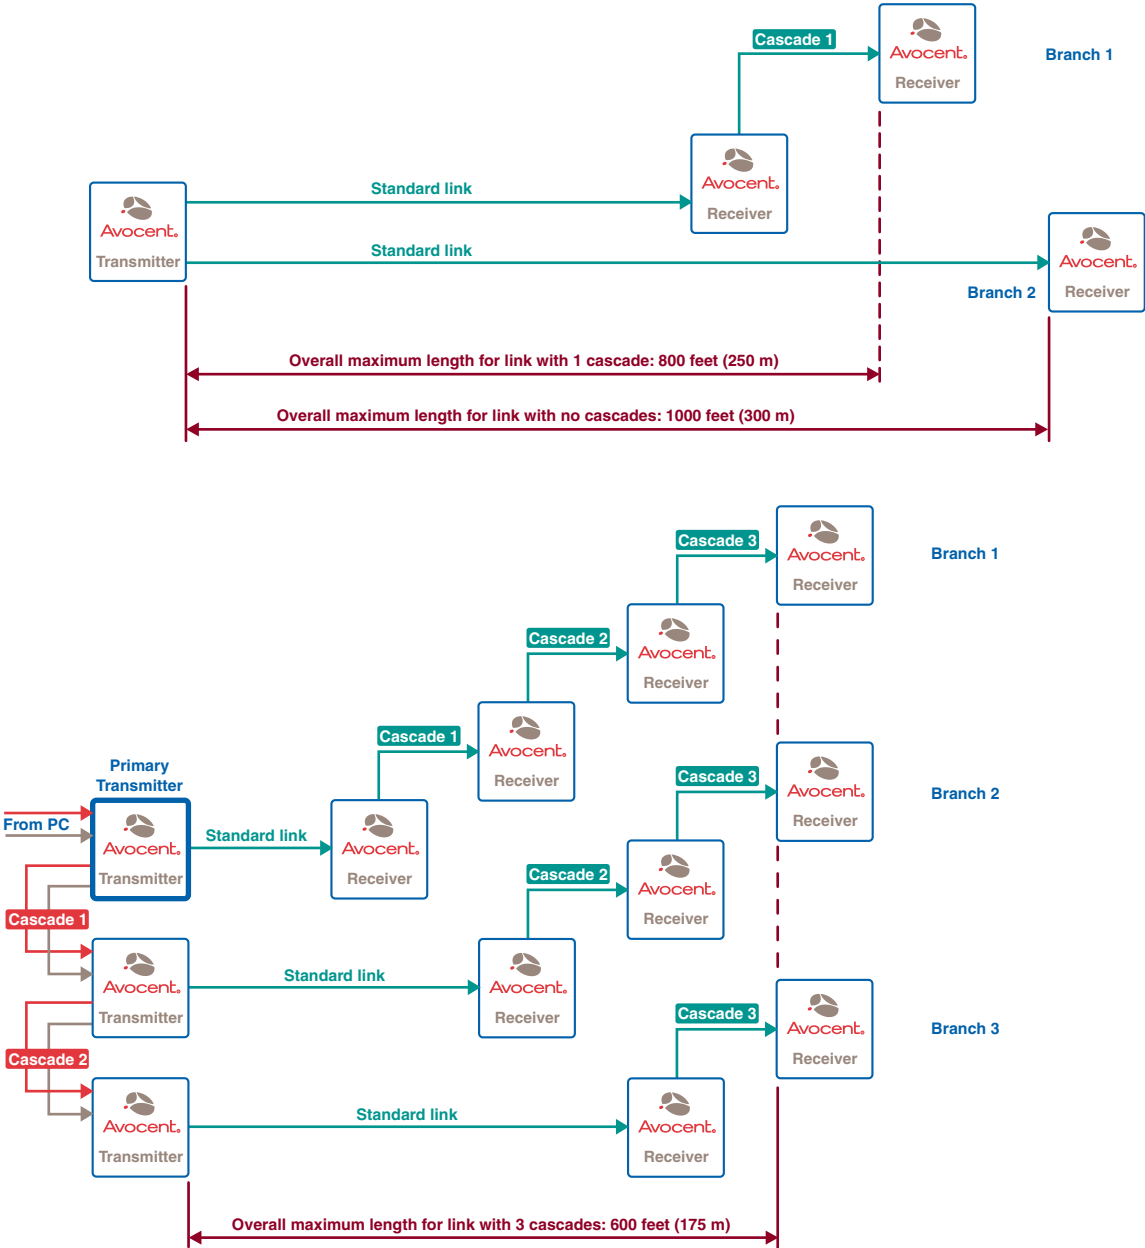 Cascade 1
Avocent.
Receiver
Branch 1
Avocent.
Receiver
Standard link
Avocent.
Transmitter
Standard link
Avocent.
Receiver
Branch 2
Overall maximum length for link with 1 cascade: 800 feet (250 m)
Overall maximum length for link with no cascades: 1000 feet (300 m)
Cascade 3
Avocent.
Receiver
Branch 1
Cascade 2
Avocent.
Receiver
Cascade 1
Avocent.
Receiver
Primary
Transmitter
From PC
Avocent.
Transmitter
Standard link
Avocent.
Receiver
Cascade 3
Avocent.
Receiver
Branch 2
Cascade 2
Avocent.
Receiver
Cascade 1
Avocent.
Transmitter
Standard link
Avocent.
Receiver
Cascade 3
Avocent.
Receiver
Branch 3
Cascade 2
Avocent.
Transmitter
Standard link
Avocent.
Receiver
Overall maximum length for link with 3 cascades: 600 feet (175 m)